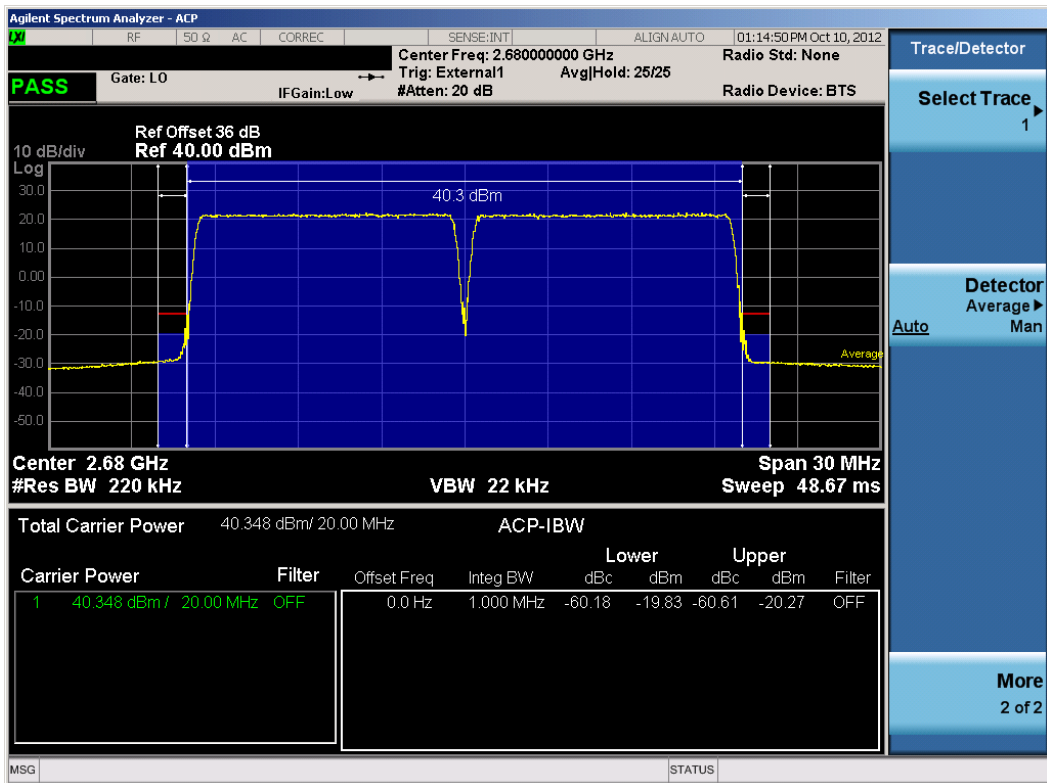 Agilent Spectrum Analyzer - ACP
LXI RF 50 Ω AC CORREC SENSE:INT ALIGN AUTO 01:14:50 PM Oct 10, 2012
Center Freq: 2.680000000 GHz Radio Std: None
Gate: LO Trig: External1 Avg|Hold: 25/25
PASS IFGain:Low #Atten: 20 dB Radio Device: BTS
Trace/Detector
Select Trace
1
Detector
Average
Auto Man
More
2 of 2
Ref Offset 36 dB
10 dB/div Ref 40.00 dBm
Log
30.0
40.3 dBm
20.0
10.0
0.00
-10.0
-20.0
-30.0
Average
-40.0
-50.0
Center 2.68 GHz Span 30 MHz
#Res BW 220 kHz VBW 22 kHz Sweep 48.67 ms
Total Carrier Power 40.348 dBm/ 20.00 MHz ACP-IBW
Lower Upper
Carrier Power Filter Offset Freq Integ BW dBc dBm dBc dBm Filter
1 40.348 dBm / 20.00 MHz OFF 0.0 Hz 1.000 MHz -60.18 -19.83 -60.61 -20.27 OFF
MSG STATUS